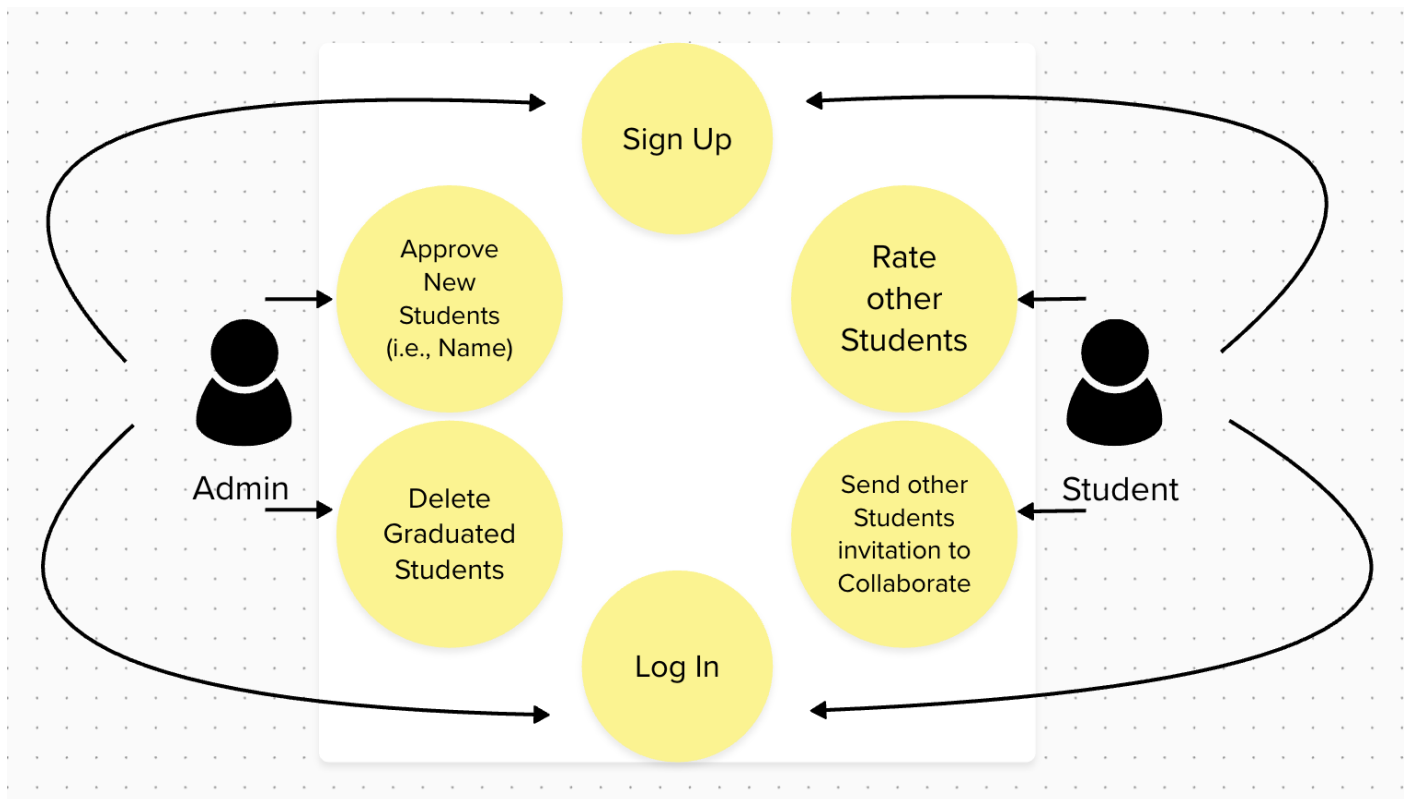 Sign Up
Approve
New
Students
(i.e., Name)
Rate
other
Students
Admin
Delete
Graduated
Students
Send other
Students
invitation to
Collaborate
Student
Log In